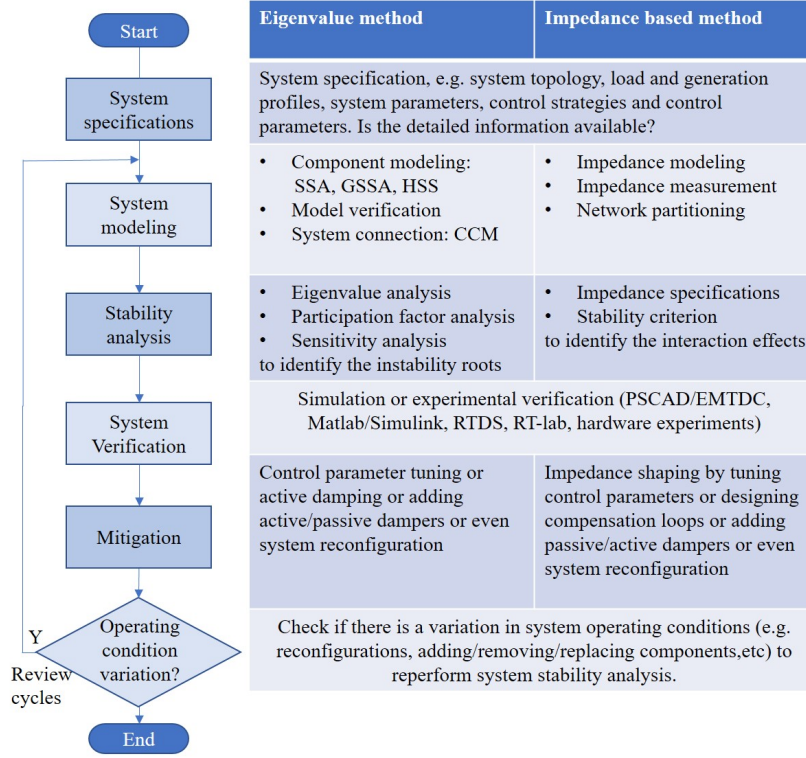 Start
System
specifications
System
modeling
Stability
analysis
System
Verification
Mitigation
Y
Operating
condition
variation?
Review
cycles
End
Eigenvalue method
Impedance based method
System specification, e.g. system topology, load and generation
profiles, system parameters, control strategies and control
parameters. Is the detailed information available?
• Component modeling:
SSA, GSSA, HSS
• Model verification
• System connection: CCM
• Impedance modeling
• Impedance measurement
• Network partitioning
• Eigenvalue analysis
• Participation factor analysis
• Sensitivity analysis
to identify the instability roots
• Impedance specifications
• Stability criterion
to identify the interaction effects
Simulation or experimental verification (PSCAD/EMTDC,
Matlab/Simulink, RTDS, RT-lab, hardware experiments)
Control parameter tuning or
active damping or adding
active/passive dampers or even
system reconfiguration
Impedance shaping by tuning
control parameters or designing
compensation loops or adding
passive/active dampers or even
system reconfiguration
Check if there is a variation in system operating conditions (e.g.
reconfigurations, adding/removing/replacing components,etc) to
reperform system stability analysis.